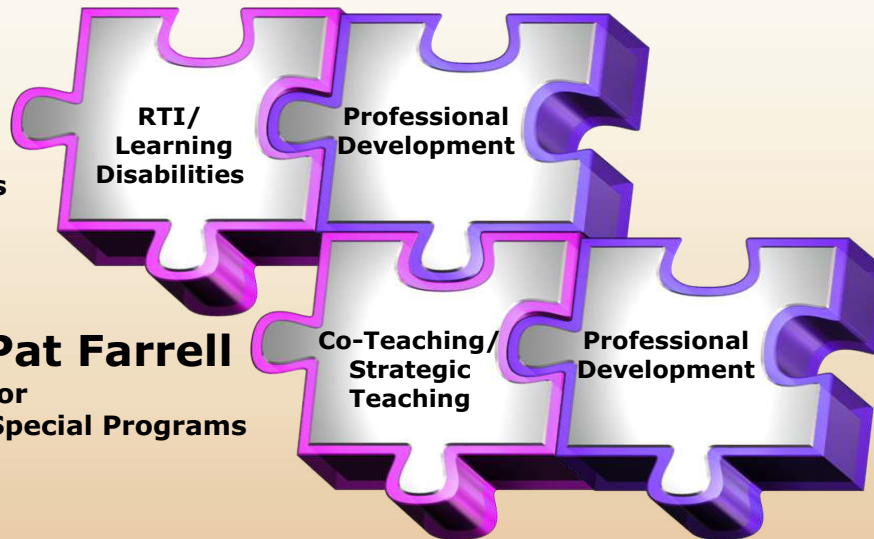 RTI/
Learning
Disabilities
Professional
Development
s
Pat Farrell
or
Special Programs
Co-Teaching/
Strategic
Teaching
Professional
Development